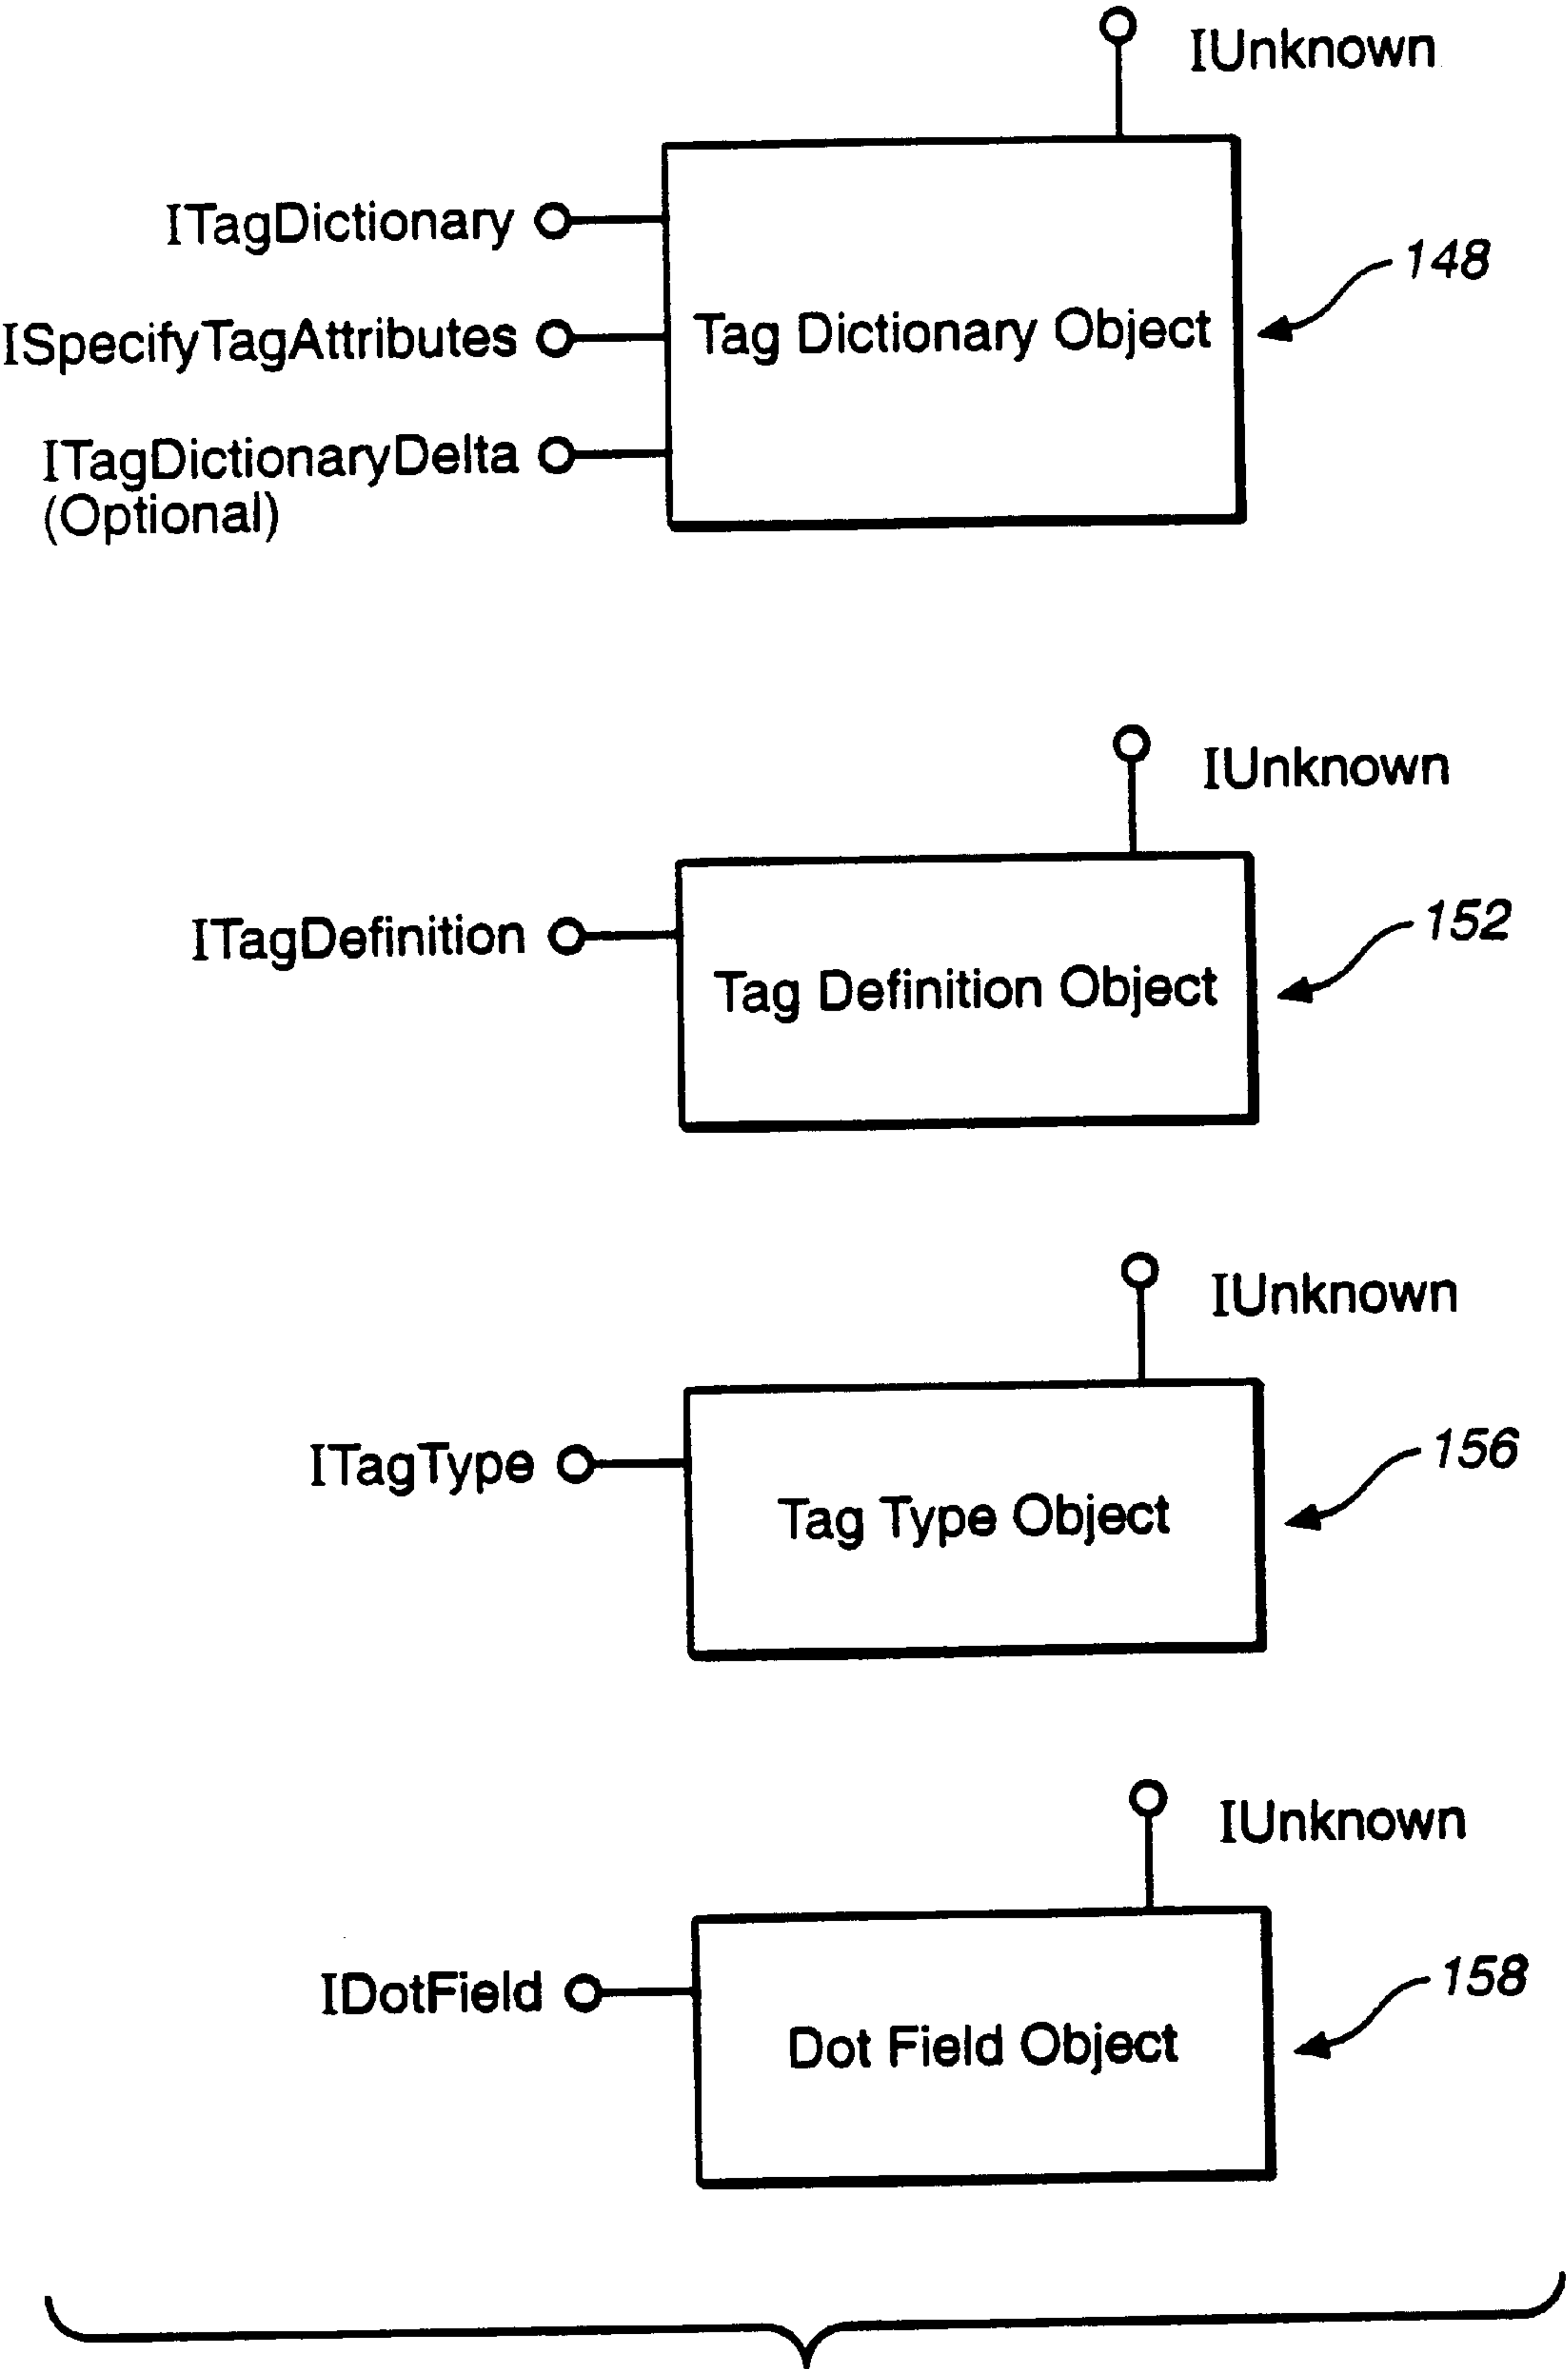 IUnknown
ITagDictionary
148
ISpecifyTagAttributes
Tag Dictionary Object
ITagDictionaryDelta
(Optional)
IUnknown
ITagDefinition
152
Tag Definition Object
IUnknown
ITagType
156
Tag Type Object
IUnknown
IDotField
158
Dot Field Object